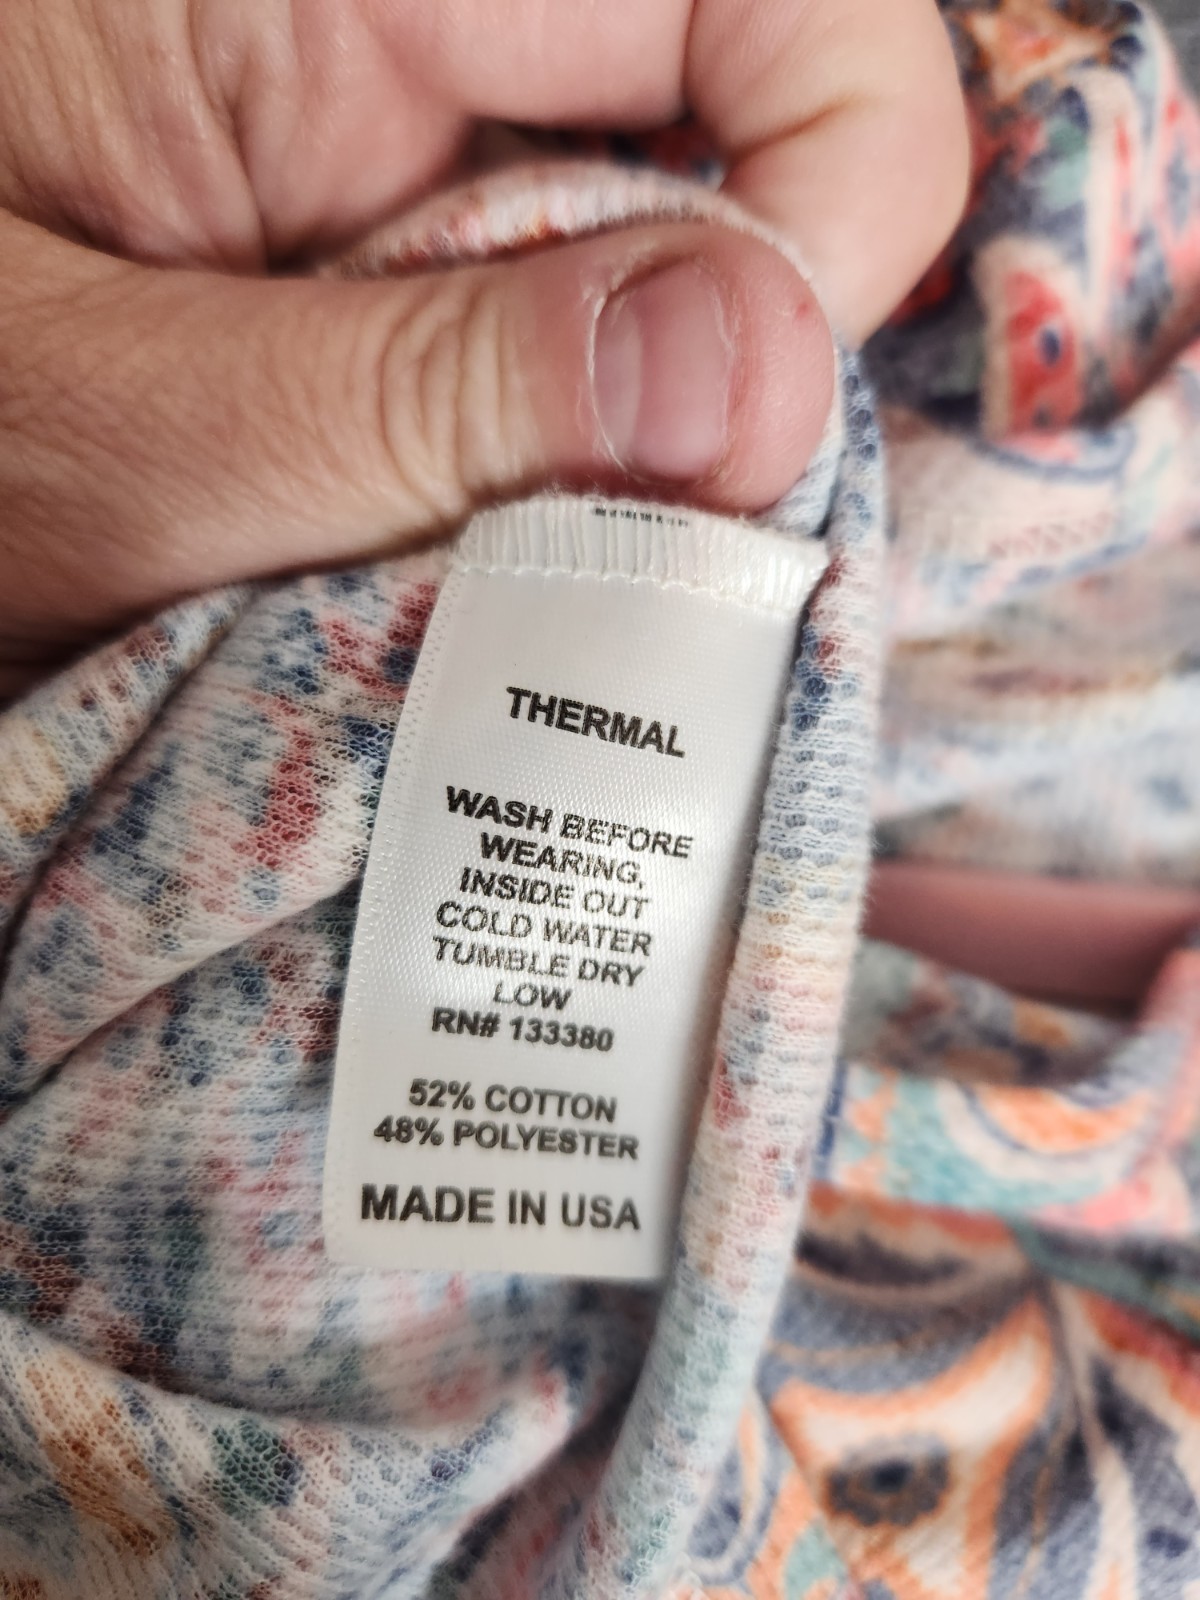 THERMAL
WASH BEFORE
WEARING,
INSIDE OUT
COLD WATER
TUMBLE DRY
LOW
RN# 133380
52% COTTON
48% POLYESTER
MADE IN USA